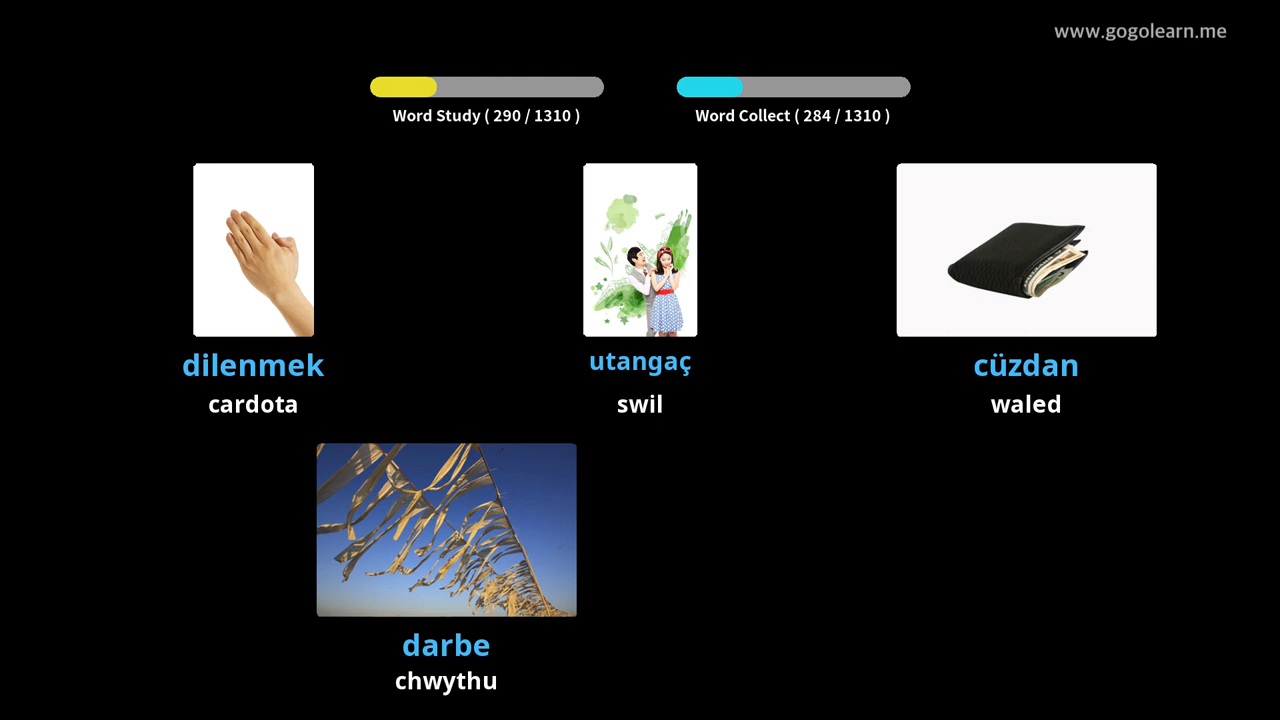 www.gogolearn.me
Word Study ( 290 / 1310 )
Word Collect ( 284 / 1310 )
dilenmek
cardota
utangaç
swil
cüzdan
waled
darbe
chwythu